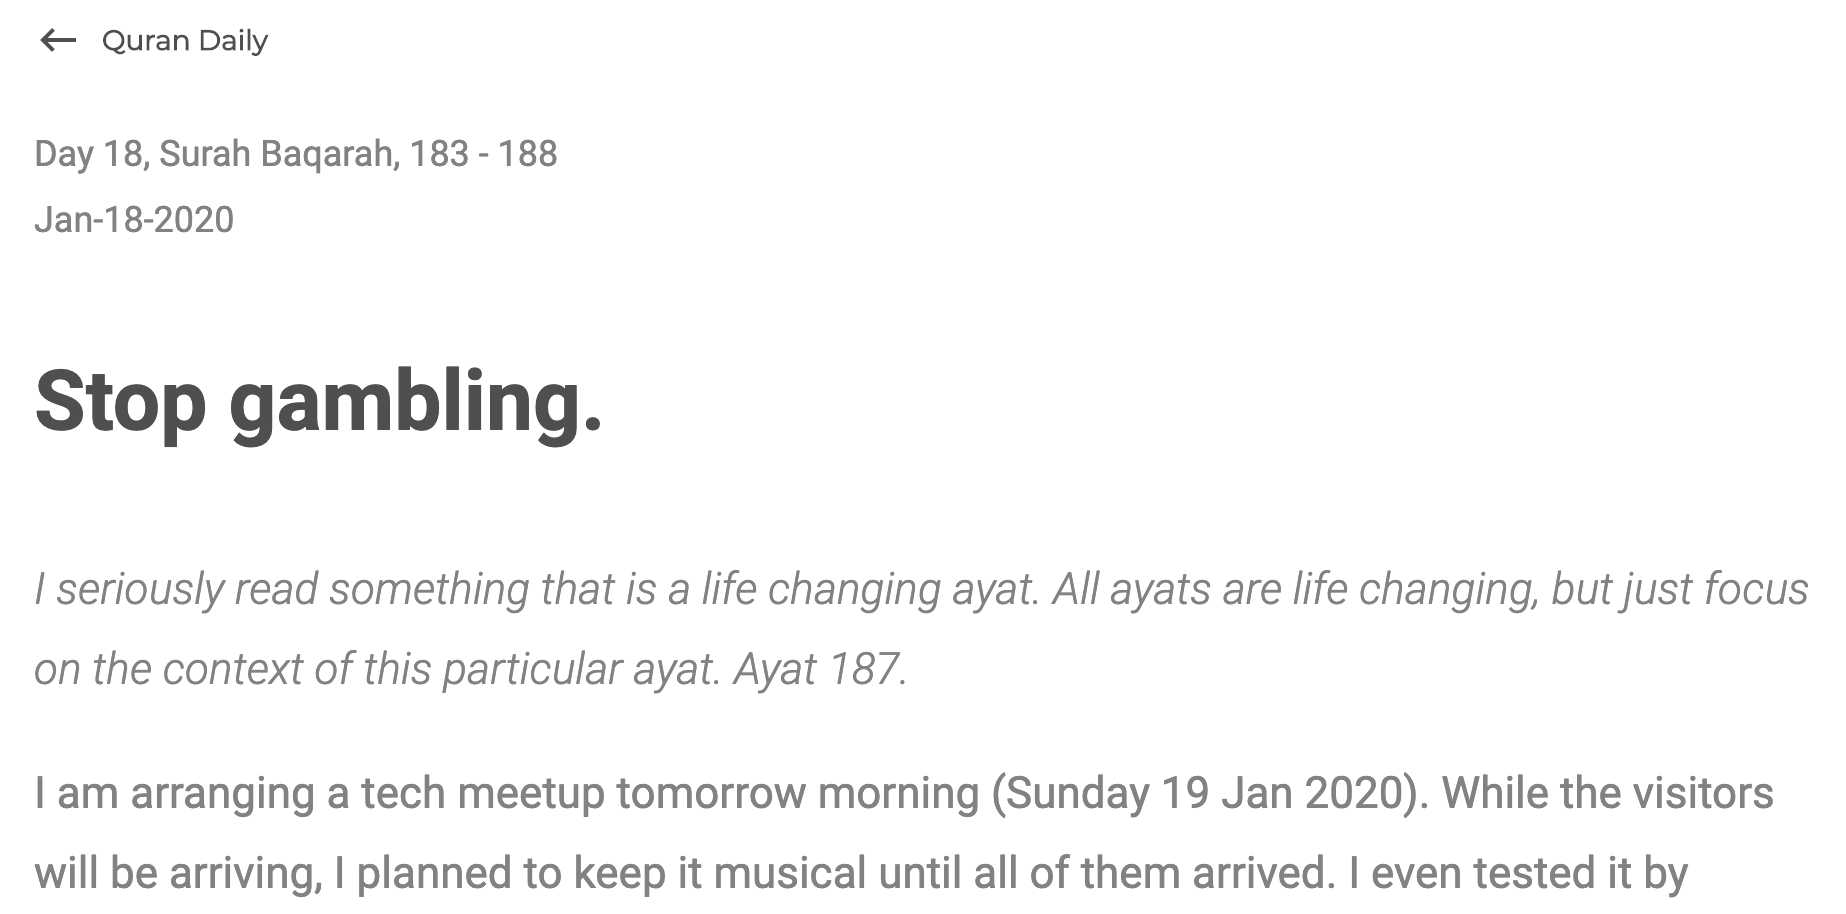 Quran Daily
Day 18, Surah Baqarah, 183 - 188
Jan-18-2020
Stop gambling.
I seriously read something that is a life changing ayat. All ayats are life changing, but just focus
on the context of this particular ayat. Ayat 187.
I am arranging a tech meetup tomorrow morning (Sunday 19 Jan 2020). While the visitors
will be arriving, I planned to keep it musical until all of them arrived. I even tested it by